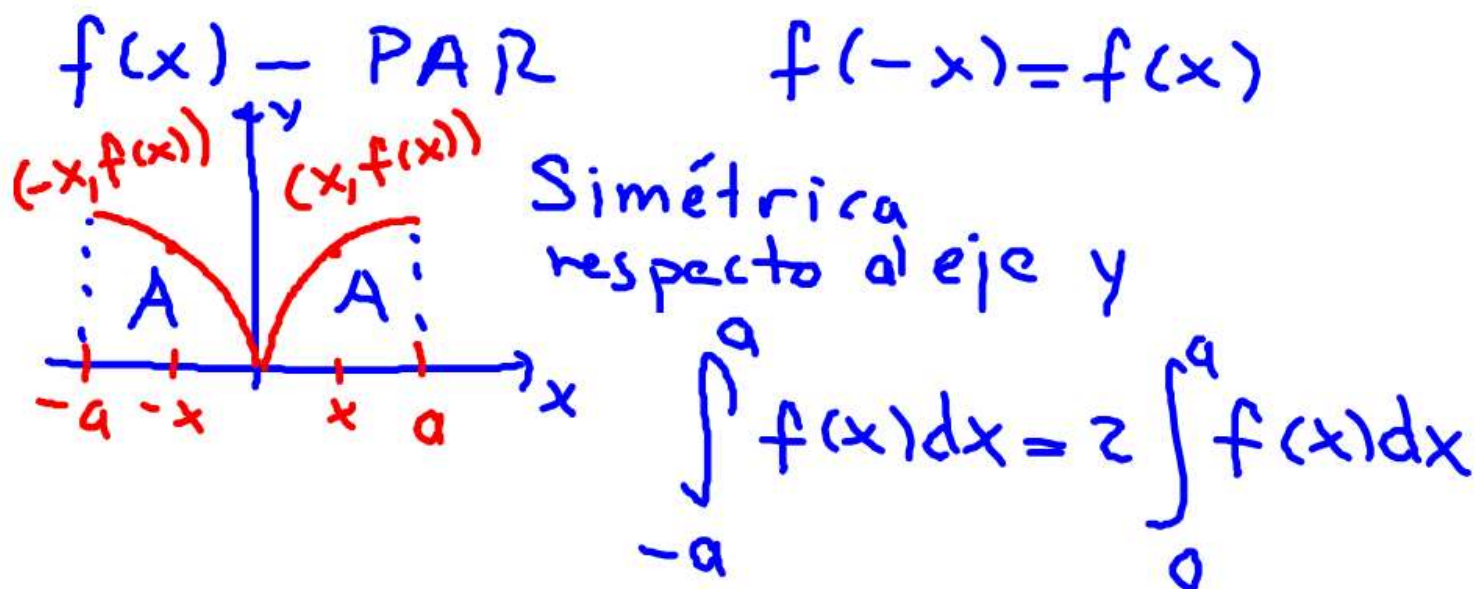 f(x) – PAR f(-x)=f(x)
y
(-x, f(x)) (x, f(x))
Simétrica
respecto al eje y
A A
-a -x x a x
∫_{-a}^{a} f(x)dx = 2∫_{0}^{a} f(x)dx